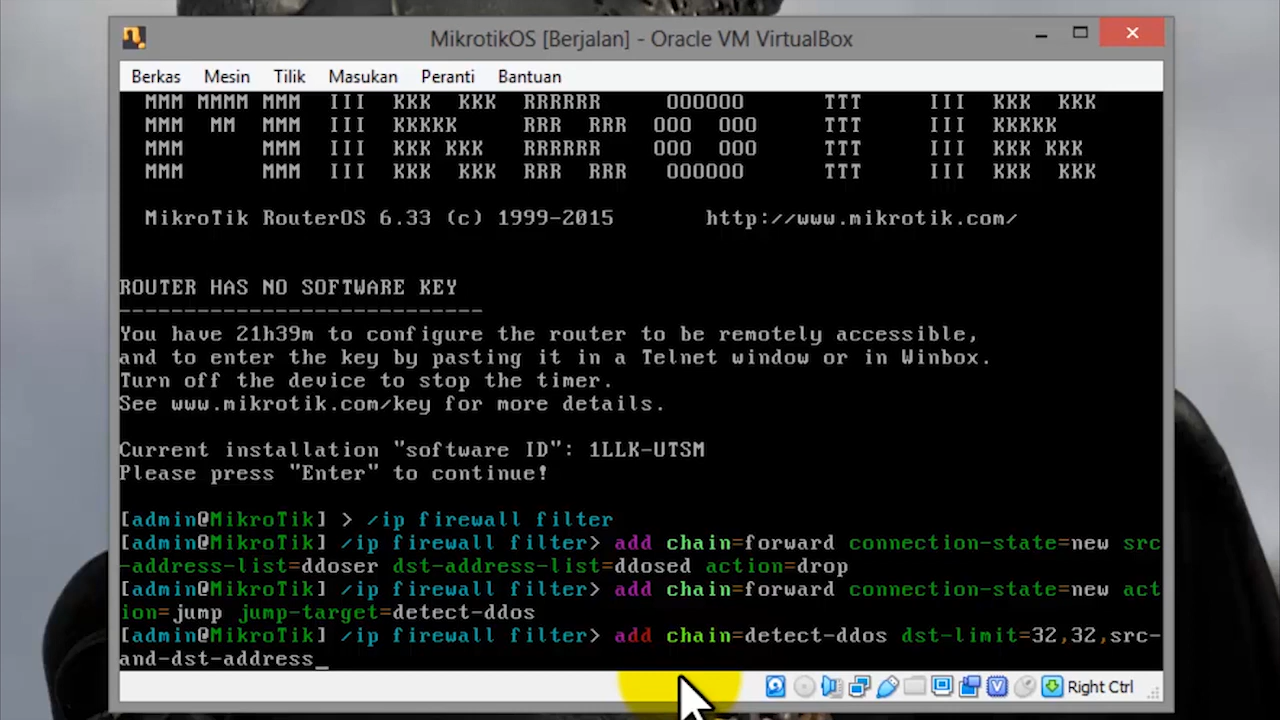 MikrotikOS [Berjalan] - Oracle VM VirtualBox
Berkas Mesin Tilik Masukan Peranti Bantuan
MMM MMMM MMM III KKK KKK RRRRRR OOOOOO TTT III KKK KKK
MMM MM MMM III KKKKK RRR RRR OOO OOO TTT III KKKKK
MMM MMM III KKK KKK RRRRRR OOO OOO TTT III KKK KKK
MMM MMM III KKK KKK RRR RRR OOOOOO TTT III KKK KKK
MikroTik RouterOS 6.33 (c) 1999-2015 http://www.mikrotik.com/
ROUTER HAS NO SOFTWARE KEY
----------------------------
You have 21h39m to configure the router to be remotely accessible,
and to enter the key by pasting it in a Telnet window or in Winbox.
Turn off the device to stop the timer.
See www.mikrotik.com/key for more details.
Current installation "software ID": 1LLK-UTSM
Please press "Enter" to continue!
[admin@MikroTik] > /ip firewall filter
[admin@MikroTik] /ip firewall filter> add chain=forward connection-state=new src
-address-list=ddoser dst-address-list=ddosed action=drop
[admin@MikroTik] /ip firewall filter> add chain=forward connection-state=new act
ion=jump jump-target=detect-ddos
[admin@MikroTik] /ip firewall filter> add chain=detect-ddos dst-limit=32,32,src-
and-dst-address_
Right Ctrl